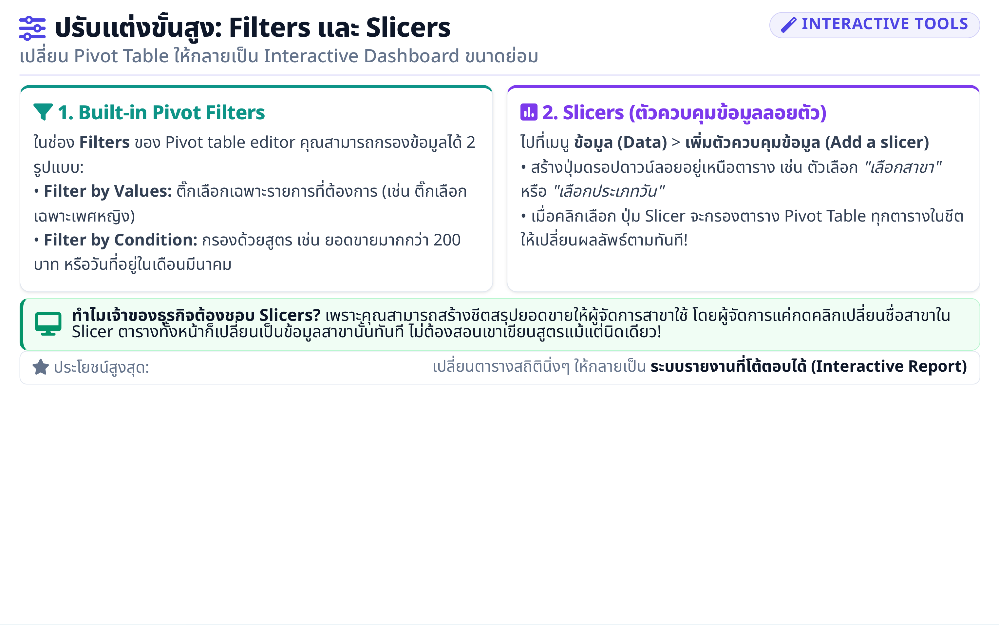 ปรับแต่งขั้นสูง: Filters และ Slicers
INTERACTIVE TOOLS
เปลี่ยน Pivot Table ให้กลายเป็น Interactive Dashboard ขนาดย่อม
1. Built-in Pivot Filters
ในช่อง Filters ของ Pivot table editor คุณสามารถกรองข้อมูลได้ 2
รูปแบบ:
• Filter by Values: ติ๊กเลือกเฉพาะรายการที่ต้องการ (เช่น ติ๊กเลือก
เฉพาะเพศหญิง)
• Filter by Condition: กรองด้วยสูตร เช่น ยอดขายมากกว่า 200
บาท หรือวันที่อยู่ในเดือนมีนาคม
2. Slicers (ตัวควบคุมข้อมูลลอยตัว)
ไปที่เมนู ข้อมูล (Data) > เพิ่มตัวควบคุมข้อมูล (Add a slicer)
• สร้างปุ่มดรอปดาวน์ลอยอยู่เหนือตาราง เช่น ตัวเลือก "เลือกสาขา"
หรือ "เลือกประเภทวัน"
• เมื่อคลิกเลือก ปุ่ม Slicer จะกรองตาราง Pivot Table ทุกตารางในชีต
ให้เปลี่ยนผลลัพธ์ตามทันที!
ทำไมเจ้าของธุรกิจต้องชอบ Slicers? เพราะคุณสามารถสร้างชีตสรุปยอดขายให้ผู้จัดการสาขาใช้ โดยผู้จัดการแค่กดคลิกเปลี่ยนชื่อสาขาใน
Slicer ตารางทั้งหน้าก็เปลี่ยนเป็นข้อมูลสาขานั้นทันที ไม่ต้องสอนเขาเขียนสูตรแม้แต่นิดเดียว!
ประโยชน์สูงสุด:
เปลี่ยนตารางสถิตินิ่งๆ ให้กลายเป็น ระบบรายงานที่โต้ตอบได้ (Interactive Report)